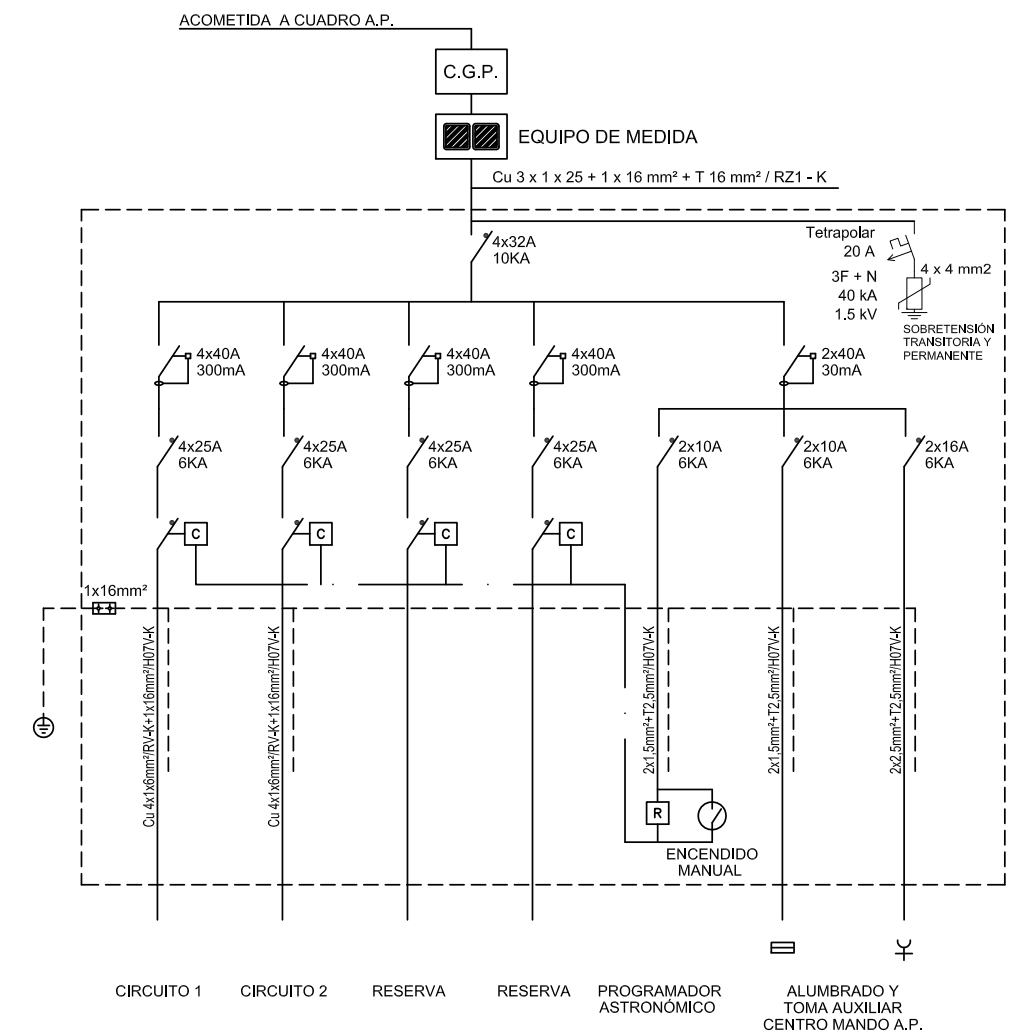 ACOMETIDA A CUADRO A.P.
C.G.P.
EQUIPO DE MEDIDA
Cu 3 x 1 x 25 + 1 x 16 mm² + T 16 mm² / RZ1 - K
4x32A
10KA
Tetrapolar
20 A
3F + N
40 kA
1.5 kV
4 x 4 mm2
SOBRETENSIÓN
TRANSITORIA Y
PERMANENTE
4x40A
300mA
4x40A
300mA
4x40A
300mA
4x40A
300mA
2x40A
30mA
4x25A
6KA
4x25A
6KA
4x25A
6KA
4x25A
6KA
2x10A
6KA
2x10A
6KA
2x16A
6KA
C
C
C
C
1x16mm²
Cu 4x1x6mm²/RV-K+1x16mm²/H07V-K
Cu 4x1x6mm²/RV-K+1x16mm²/H07V-K
2x1,5mm²+T2,5mm²/H07V-K
2x1,5mm²+T2,5mm²/H07V-K
2x2,5mm²+T2,5mm²/H07V-K
R
ENCENDIDO
MANUAL
CIRCUITO 1
CIRCUITO 2
RESERVA
RESERVA
PROGRAMADOR
ASTRONÓMICO
ALUMBRADO Y
TOMA AUXILIAR
CENTRO MANDO A.P.